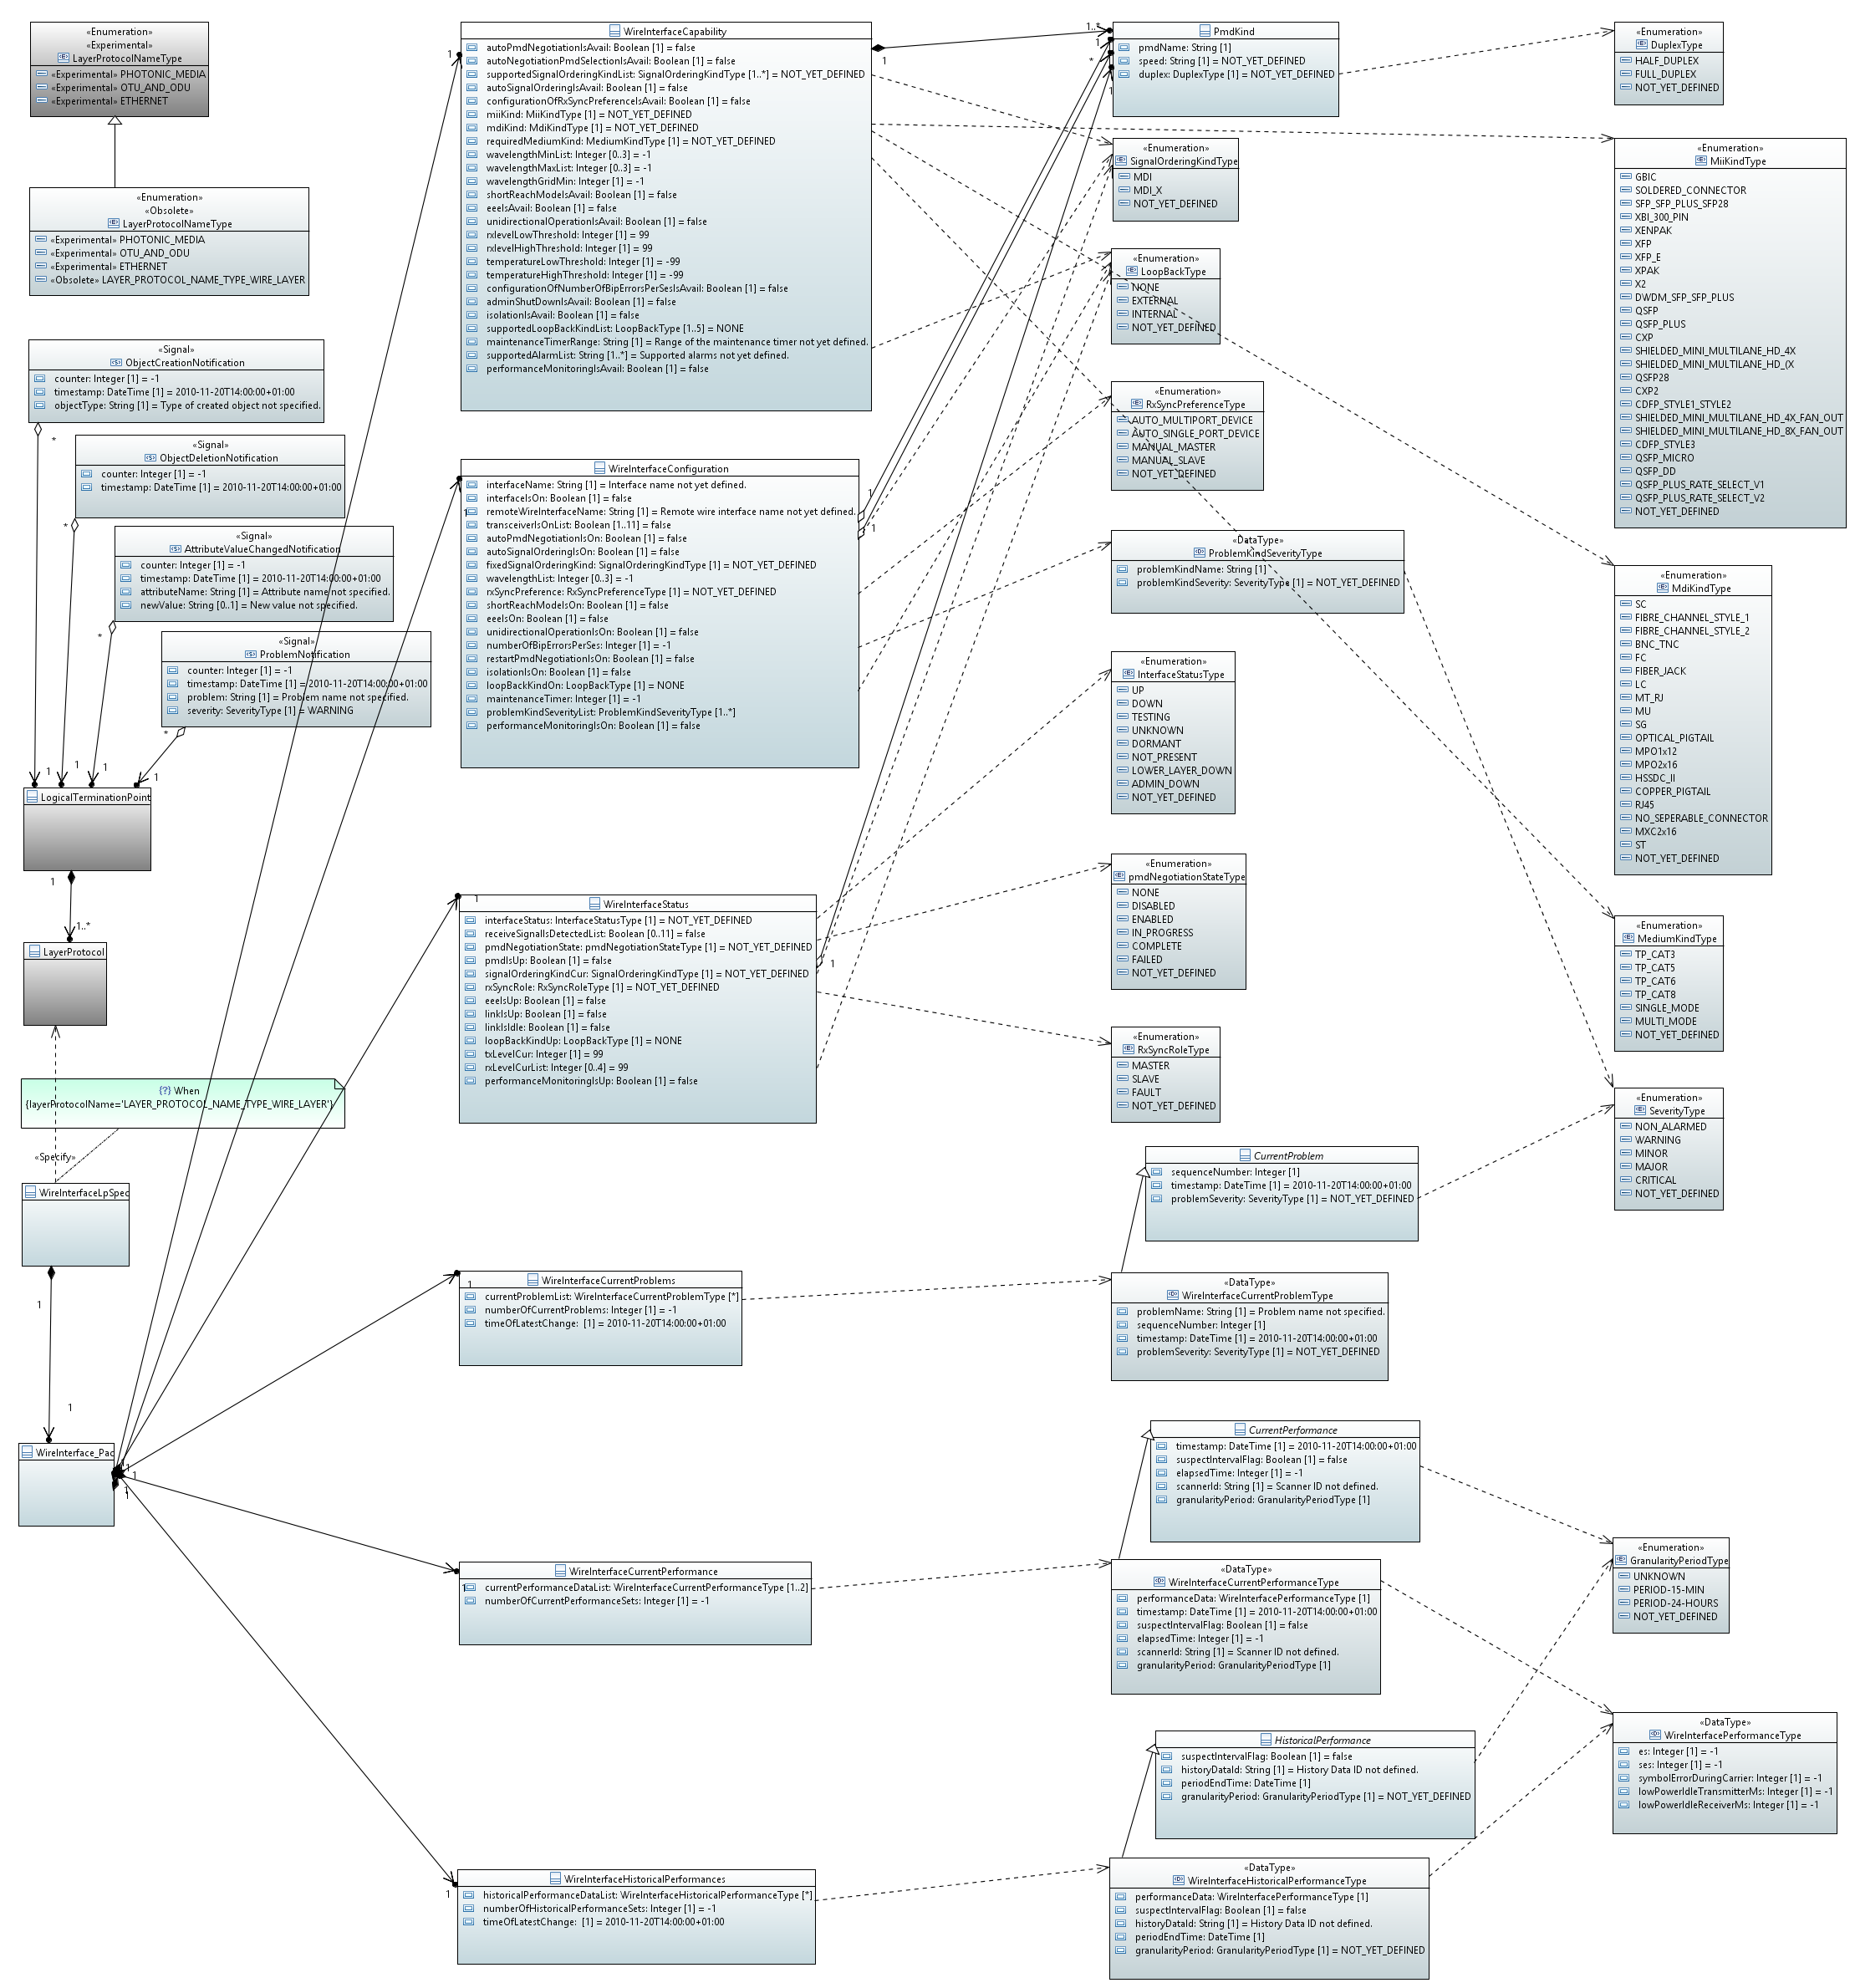 «Enumeration»
«Experimental»
LayerProtocolNameType
«Experimental» PHOTONIC_MEDIA
«Experimental» OTU_AND_ODU
«Experimental» ETHERNET
«Enumeration»
«Obsolete»
LayerProtocolNameType
«Experimental» PHOTONIC_MEDIA
«Experimental» OTU_AND_ODU
«Experimental» ETHERNET
«Obsolete» LAYER_PROTOCOL_NAME_TYPE_WIRE_LAYER
«Signal»
ObjectCreationNotification
counter: Integer [1] = -1
timestamp: DateTime [1] = 2010-11-20T14:00:00+01:00
objectType: String [1] = Type of created object not specified.
*
«Signal»
ObjectDeletionNotification
counter: Integer [1] = -1
timestamp: DateTime [1] = 2010-11-20T14:00:00+01:00
*
«Signal»
AttributeValueChangedNotification
counter: Integer [1] = -1
timestamp: DateTime [1] = 2010-11-20T14:00:00+01:00
attributeName: String [1] = Attribute name not specified.
newValue: String [0..1] = New value not specified.
*
«Signal»
ProblemNotification
counter: Integer [1] = -1
timestamp: DateTime [1] = 2010-11-20T14:00:00+01:00
problem: String [1] = Problem name not specified.
severity: SeverityType [1] = WARNING
*
1
1
1
1
LogicalTerminationPoint
1
1..*
LayerProtocol
{?} When
{layerProtocolName='LAYER_PROTOCOL_NAME_TYPE_WIRE_LAYER'}
«Specify»
WireInterfaceLpSpec
1
1
WireInterface_Pac
1
1
1
WireInterfaceCapability
autoPmdNegotiationIsAvail: Boolean [1] = false
autoNegotiationPmdSelectionIsAvail: Boolean [1] = false
supportedSignalOrderingKindList: SignalOrderingKindType [1..*] = NOT_YET_DEFINED
autoSignalOrderingIsAvail: Boolean [1] = false
configurationOfRxSyncPreferenceIsAvail: Boolean [1] = false
miiKind: MiiKindType [1] = NOT_YET_DEFINED
mdiKind: MdiKindType [1] = NOT_YET_DEFINED
requiredMediumKind: MediumKindType [1] = NOT_YET_DEFINED
wavelengthMinList: Integer [0..3] = -1
wavelengthMaxList: Integer [0..3] = -1
wavelengthGridMin: Integer [1] = -1
shortReachModeIsAvail: Boolean [1] = false
eeeIsAvail: Boolean [1] = false
unidirectionalOperationIsAvail: Boolean [1] = false
rxlevelLowThreshold: Integer [1] = 99
rxlevelHighThreshold: Integer [1] = 99
temperatureLowThreshold: Integer [1] = -99
temperatureHighThreshold: Integer [1] = -99
configurationOfNumberOfBipErrorsPerSesIsAvail: Boolean [1] = false
adminShutDownIsAvail: Boolean [1] = false
isolationIsAvail: Boolean [1] = false
supportedLoopBackKindList: LoopBackType [1..5] = NONE
maintenanceTimerRange: String [1] = Range of the maintenance timer not yet defined.
supportedAlarmList: String [1..*] = Supported alarms not yet defined.
performanceMonitoringIsAvail: Boolean [1] = false
1
1
1..*
1
*
1
WireInterfaceConfiguration
interfaceName: String [1] = Interface name not yet defined.
interfaceIsOn: Boolean [1] = false
remoteWireInterfaceName: String [1] = Remote wire interface name not yet defined.
transceiverIsOnList: Boolean [1..11] = false
autoPmdNegotiationIsOn: Boolean [1] = false
autoSignalOrderingIsOn: Boolean [1] = false
fixedSignalOrderingKind: SignalOrderingKindType [1] = NOT_YET_DEFINED
wavelengthList: Integer [0..3] = -1
rxSyncPreference: RxSyncPreferenceType [1] = NOT_YET_DEFINED
shortReachModeIsOn: Boolean [1] = false
eeeIsOn: Boolean [1] = false
unidirectionalOperationIsOn: Boolean [1] = false
numberOfBipErrorsPerSes: Integer [1] = -1
restartPmdNegotiationIsOn: Boolean [1] = false
isolationIsOn: Boolean [1] = false
loopBackKindOn: LoopBackType [1] = NONE
maintenanceTimer: Integer [1] = -1
problemKindSeverityList: ProblemKindSeverityType [1..*]
performanceMonitoringIsOn: Boolean [1] = false
1
1
1
WireInterfaceStatus
interfaceStatus: InterfaceStatusType [1] = NOT_YET_DEFINED
receiveSignalIsDetectedList: Boolean [0..11] = false
pmdNegotiationState: pmdNegotiationStateType [1] = NOT_YET_DEFINED
pmdIsUp: Boolean [1] = false
signalOrderingKindCur: SignalOrderingKindType [1] = NOT_YET_DEFINED
rxSyncRole: RxSyncRoleType [1] = NOT_YET_DEFINED
eeeIsUp: Boolean [1] = false
linkIsUp: Boolean [1] = false
linkIsIdle: Boolean [1] = false
loopBackKindUp: LoopBackType [1] = NONE
txLevelCur: Integer [1] = 99
rxLevelCurList: Integer [0..4] = 99
performanceMonitoringIsUp: Boolean [1] = false
1
1
WireInterfaceCurrentProblems
currentProblemList: WireInterfaceCurrentProblemType [*]
numberOfCurrentProblems: Integer [1] = -1
timeOfLatestChange: [1] = 2010-11-20T14:00:00+01:00
1
WireInterfaceCurrentPerformance
currentPerformanceDataList: WireInterfaceCurrentPerformanceType [1..2]
numberOfCurrentPerformanceSets: Integer [1] = -1
1
WireInterfaceHistoricalPerformances
historicalPerformanceDataList: WireInterfaceHistoricalPerformanceType [*]
numberOfHistoricalPerformanceSets: Integer [1] = -1
timeOfLatestChange: [1] = 2010-11-20T14:00:00+01:00
1
PmdKind
pmdName: String [1]
speed: String [1] = NOT_YET_DEFINED
duplex: DuplexType [1] = NOT_YET_DEFINED
«Enumeration»
SignalOrderingKindType
MDI
MDI_X
NOT_YET_DEFINED
«Enumeration»
LoopBackType
NONE
EXTERNAL
INTERNAL
NOT_YET_DEFINED
«Enumeration»
RxSyncPreferenceType
AUTO_MULTIPORT_DEVICE
AUTO_SINGLE_PORT_DEVICE
MANUAL_MASTER
MANUAL_SLAVE
NOT_YET_DEFINED
«DataType»
ProblemKindSeverityType
problemKindName: String [1]
problemKindSeverity: SeverityType [1] = NOT_YET_DEFINED
«Enumeration»
InterfaceStatusType
UP
DOWN
TESTING
UNKNOWN
DORMANT
NOT_PRESENT
LOWER_LAYER_DOWN
ADMIN_DOWN
NOT_YET_DEFINED
«Enumeration»
pmdNegotiationStateType
NONE
DISABLED
ENABLED
IN_PROGRESS
COMPLETE
FAILED
NOT_YET_DEFINED
«Enumeration»
RxSyncRoleType
MASTER
SLAVE
FAULT
NOT_YET_DEFINED
CurrentProblem
sequenceNumber: Integer [1]
timestamp: DateTime [1] = 2010-11-20T14:00:00+01:00
problemSeverity: SeverityType [1] = NOT_YET_DEFINED
«DataType»
WireInterfaceCurrentProblemType
problemName: String [1] = Problem name not specified.
sequenceNumber: Integer [1]
timestamp: DateTime [1] = 2010-11-20T14:00:00+01:00
problemSeverity: SeverityType [1] = NOT_YET_DEFINED
CurrentPerformance
timestamp: DateTime [1] = 2010-11-20T14:00:00+01:00
suspectIntervalFlag: Boolean [1] = false
elapsedTime: Integer [1] = -1
scannerId: String [1] = Scanner ID not defined.
granularityPeriod: GranularityPeriodType [1]
«DataType»
WireInterfaceCurrentPerformanceType
performanceData: WireInterfacePerformanceType [1]
timestamp: DateTime [1] = 2010-11-20T14:00:00+01:00
suspectIntervalFlag: Boolean [1] = false
elapsedTime: Integer [1] = -1
scannerId: String [1] = Scanner ID not defined.
granularityPeriod: GranularityPeriodType [1]
HistoricalPerformance
suspectIntervalFlag: Boolean [1] = false
historyDataId: String [1] = History Data ID not defined.
periodEndTime: DateTime [1]
granularityPeriod: GranularityPeriodType [1] = NOT_YET_DEFINED
«DataType»
WireInterfaceHistoricalPerformanceType
performanceData: WireInterfacePerformanceType [1]
suspectIntervalFlag: Boolean [1] = false
historyDataId: String [1] = History Data ID not defined.
periodEndTime: DateTime [1]
granularityPeriod: GranularityPeriodType [1] = NOT_YET_DEFINED
«Enumeration»
DuplexType
HALF_DUPLEX
FULL_DUPLEX
NOT_YET_DEFINED
«Enumeration»
MiiKindType
GBIC
SOLDERED_CONNECTOR
SFP_SFP_PLUS_SFP28
XBI_300_PIN
XENPAK
XFP
XFP_E
XPAK
X2
DWDM_SFP_SFP_PLUS
QSFP
QSFP_PLUS
CXP
SHIELDED_MINI_MULTILANE_HD_4X
SHIELDED_MINI_MULTILANE_HD_(X
QSFP28
CXP2
CDFP_STYLE1_STYLE2
SHIELDED_MINI_MULTILANE_HD_4X_FAN_OUT
SHIELDED_MINI_MULTILANE_HD_8X_FAN_OUT
CDFP_STYLE3
QSFP_MICRO
QSFP_DD
QSFP_PLUS_RATE_SELECT_V1
QSFP_PLUS_RATE_SELECT_V2
NOT_YET_DEFINED
«Enumeration»
MdiKindType
SC
FIBRE_CHANNEL_STYLE_1
FIBRE_CHANNEL_STYLE_2
BNC_TNC
FC
FIBER_JACK
LC
MT_RJ
MU
SG
OPTICAL_PIGTAIL
MPO1x12
MPO2x16
HSSDC_II
COPPER_PIGTAIL
RJ45
NO_SEPERABLE_CONNECTOR
MXC2x16
ST
NOT_YET_DEFINED
«Enumeration»
MediumKindType
TP_CAT3
TP_CAT5
TP_CAT6
TP_CAT8
SINGLE_MODE
MULTI_MODE
NOT_YET_DEFINED
«Enumeration»
SeverityType
NON_ALARMED
WARNING
MINOR
MAJOR
CRITICAL
NOT_YET_DEFINED
«Enumeration»
GranularityPeriodType
UNKNOWN
PERIOD-15-MIN
PERIOD-24-HOURS
NOT_YET_DEFINED
«DataType»
WireInterfacePerformanceType
es: Integer [1] = -1
ses: Integer [1] = -1
symbolErrorDuringCarrier: Integer [1] = -1
lowPowerIdleTransmitterMs: Integer [1] = -1
lowPowerIdleReceiverMs: Integer [1] = -1